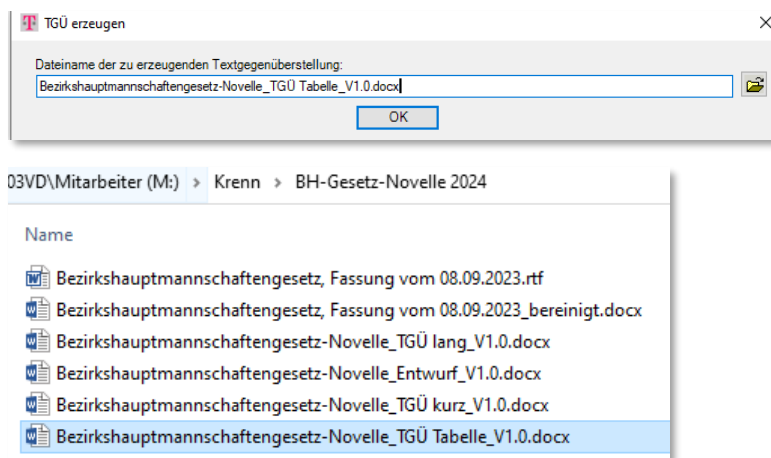 TGÜ erzeugen
Dateiname der zu erzeugenden Textgegenüberstellung:
Bezirkshauptmannschaftengesetz-Novelle_TGÜ Tabelle_V1.0.docx
OK
03VD\Mitarbeiter (M:) > Krenn > BH-Gesetz-Novelle 2024
Name
Bezirkshauptmannschaftengesetz, Fassung vom 08.09.2023.rtf
Bezirkshauptmannschaftengesetz, Fassung vom 08.09.2023_bereinigt.docx
Bezirkshauptmannschaftengesetz-Novelle_TGÜ lang_V1.0.docx
Bezirkshauptmannschaftengesetz-Novelle_Entwurf_V1.0.docx
Bezirkshauptmannschaftengesetz-Novelle_TGÜ kurz_V1.0.docx
Bezirkshauptmannschaftengesetz-Novelle_TGÜ Tabelle_V1.0.docx